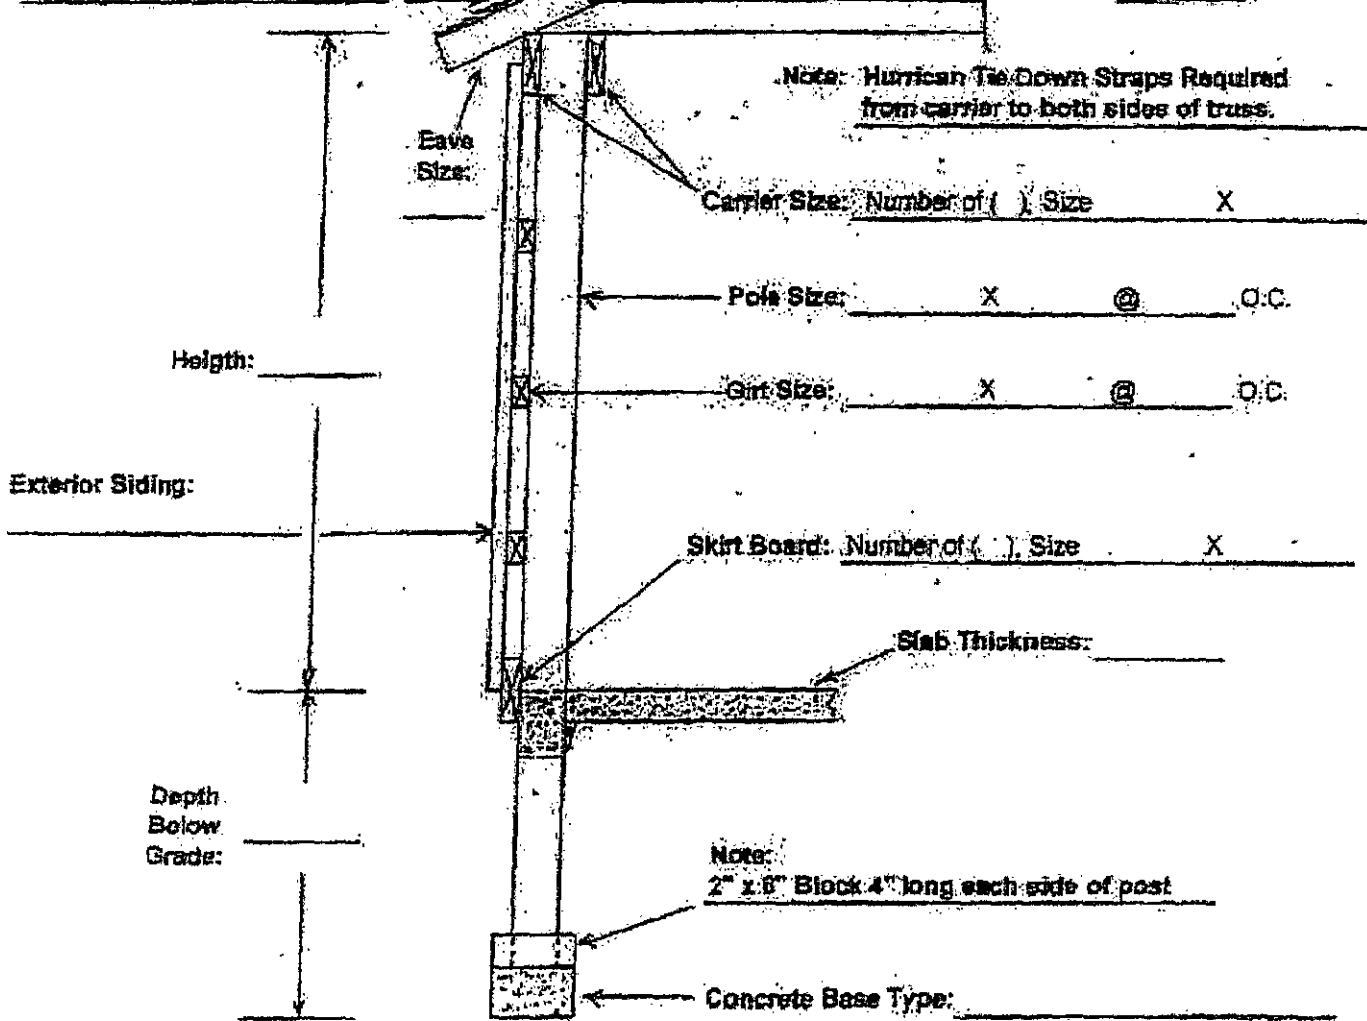 Note: Hurrican Tie Down Straps Required
from carrier to both sides of truss.
Eave
Size:
Carrier Size: Number of ( ), Size X
Pole Size: X @ O.C.
Heigth:
Girt Size: X @ O.C.
Exterior Siding:
Skirt Board: Number of ( ), Size X
Slab Thickness:
Depth
Below
Grade:
Note:
2" x 6" Block 4" long each side of post
Concrete Base Type: